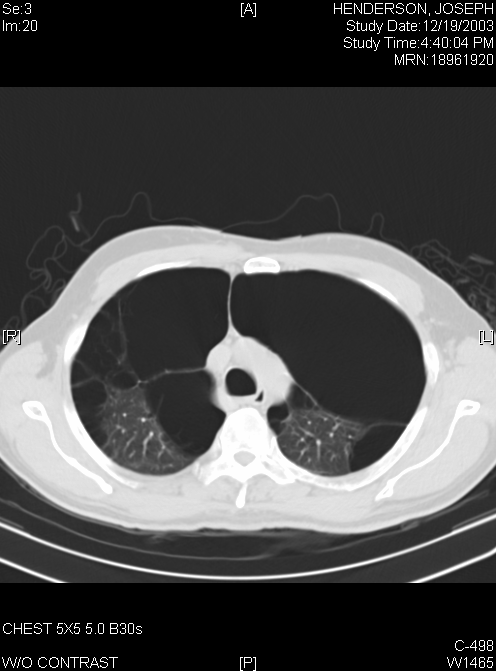 Se:3
Im:20
[A]
HENDERSON, JOSEPH
Study Date:12/19/2003
Study Time:4:40:04 PM
MRN:18961920
[R]
[L]
CHEST 5X5 5.0 B30s
W/O CONTRAST
[P]
C-498
W1465